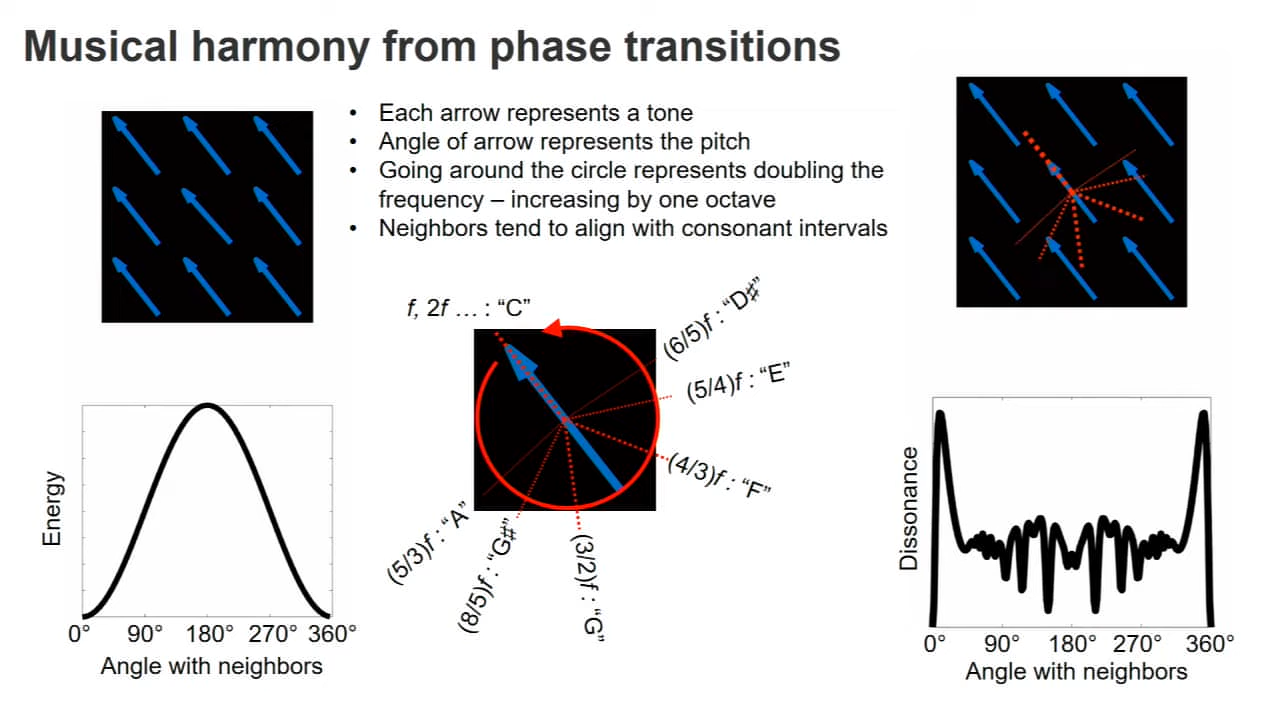 Musical harmony from phase transitions
• Each arrow represents a tone
• Angle of arrow represents the pitch
• Going around the circle represents doubling the
frequency – increasing by one octave
• Neighbors tend to align with consonant intervals
f, 2f … : “C”
(6/5)f : “D#”
(5/4)f : “E”
(4/3)f : “F”
(3/2)f : “G”
(8/5)f : “G#”
(5/3)f : “A”
Energy
0° 90° 180° 270° 360°
Angle with neighbors
Dissonance
0° 90° 180° 270° 360°
Angle with neighbors